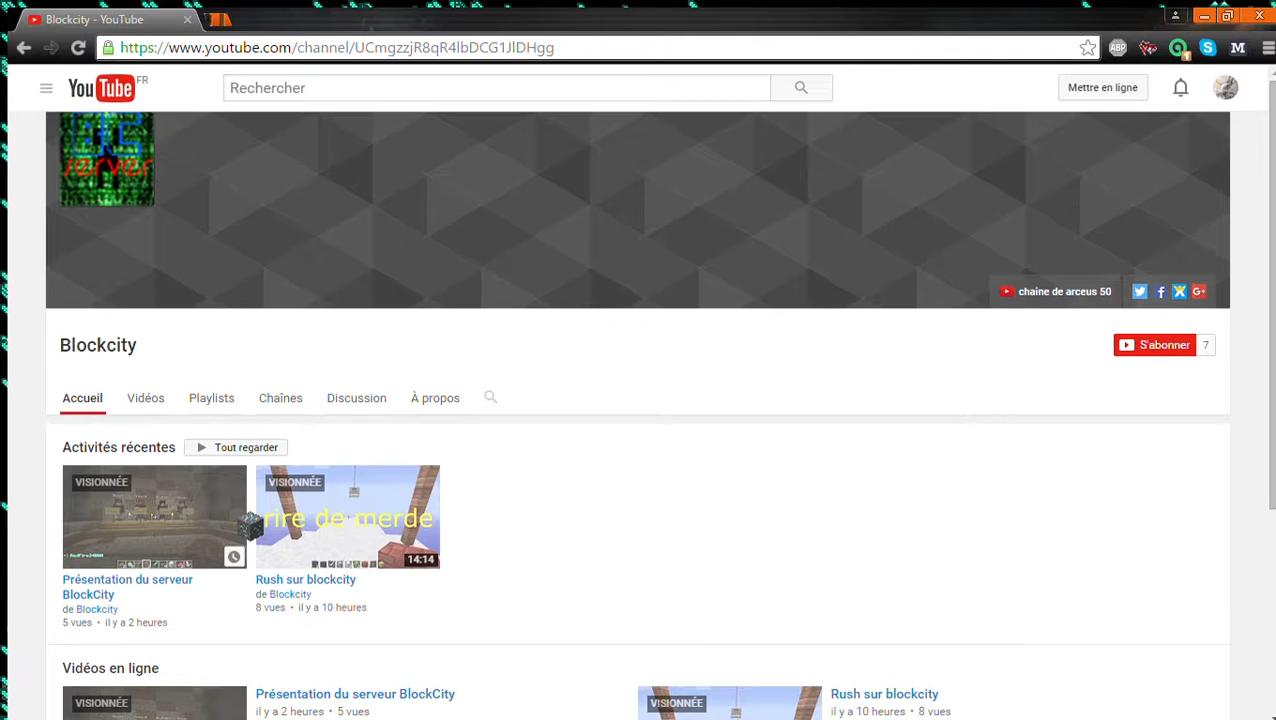 Blockcity - YouTube
https://www.youtube.com/channel/UCmgzzjR8qR4lbDCG1JlDHgg
ABP
M
YouTube FR
Rechercher
Mettre en ligne
server
chaine de arceus 50
Blockcity
S'abonner 7
Accueil Vidéos Playlists Chaînes Discussion À propos
Activités récentes Tout regarder
VISIONNÉE VISIONNÉE
rire de merde
14:14
Présentation du serveur BlockCity
de Blockcity
5 vues • il y a 2 heures
Rush sur blockcity
de Blockcity
8 vues • il y a 10 heures
Vidéos en ligne
VISIONNÉE
Présentation du serveur BlockCity
il y a 2 heures • 5 vues
VISIONNÉE
Rush sur blockcity
il y a 10 heures • 8 vues